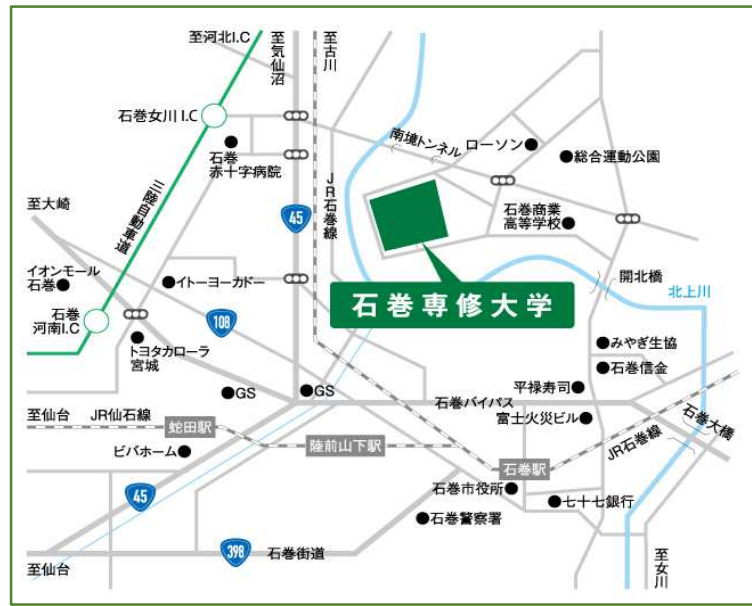 至河北I.C
至気仙沼
至古川
石巻女川 I.C
石巻
赤十字病院
南境トンネル
ローソン
総合運動公園
三陸自動車道
至大崎
45
JR石巻線
石巻商業
高等学校
イオンモール
石巻
イトーヨーカドー
石巻専修大学
開北橋
北上川
石巻
河南I.C
108
トヨタカローラ
宮城
みやぎ生協
石巻信金
GS
GS
平禄寿司
石巻バイパス
富士火災ビル
石巻大橋
至仙台
JR仙石線
蛇田駅
陸前山下駅
JR石巻線
ビバホーム
石巻駅
45
石巻市役所
七十七銀行
石巻警察署
398
石巻街道
至仙台
至女川